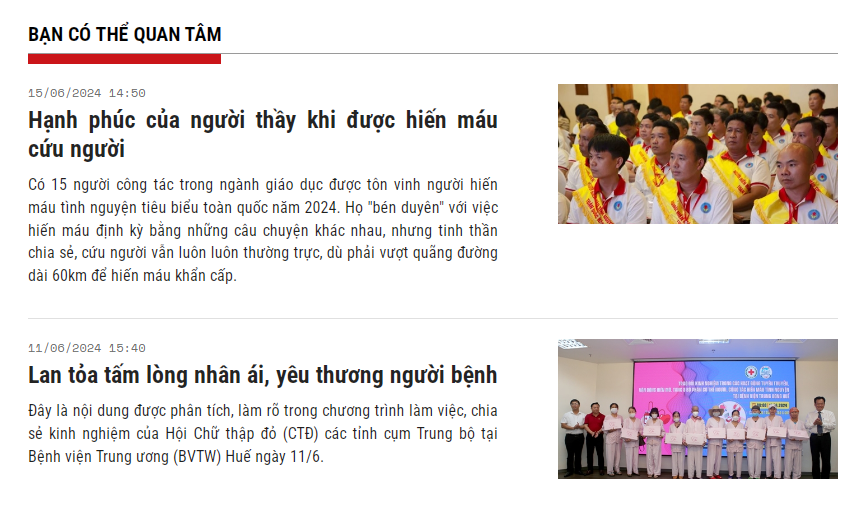 BẠN CÓ THỂ QUAN TÂM
15/06/2024 14:50
Hạnh phúc của người thầy khi được hiến máu
cứu người
Có 15 người công tác trong ngành giáo dục được tôn vinh người hiến
máu tình nguyện tiêu biểu toàn quốc năm 2024. Họ "bén duyên" với việc
hiến máu định kỳ bằng những câu chuyện khác nhau, nhưng tinh thần
chia sẻ, cứu người vẫn luôn luôn thường trực, dù phải vượt quãng đường
dài 60km để hiến máu khẩn cấp.
11/06/2024 15:40
Lan tỏa tấm lòng nhân ái, yêu thương người bệnh
Đây là nội dung được phân tích, làm rõ trong chương trình làm việc, chia
sẻ kinh nghiệm của Hội Chữ thập đỏ (CTĐ) các tỉnh cụm Trung bộ tại
Bệnh viện Trung ương (BVTW) Huế ngày 11/6.